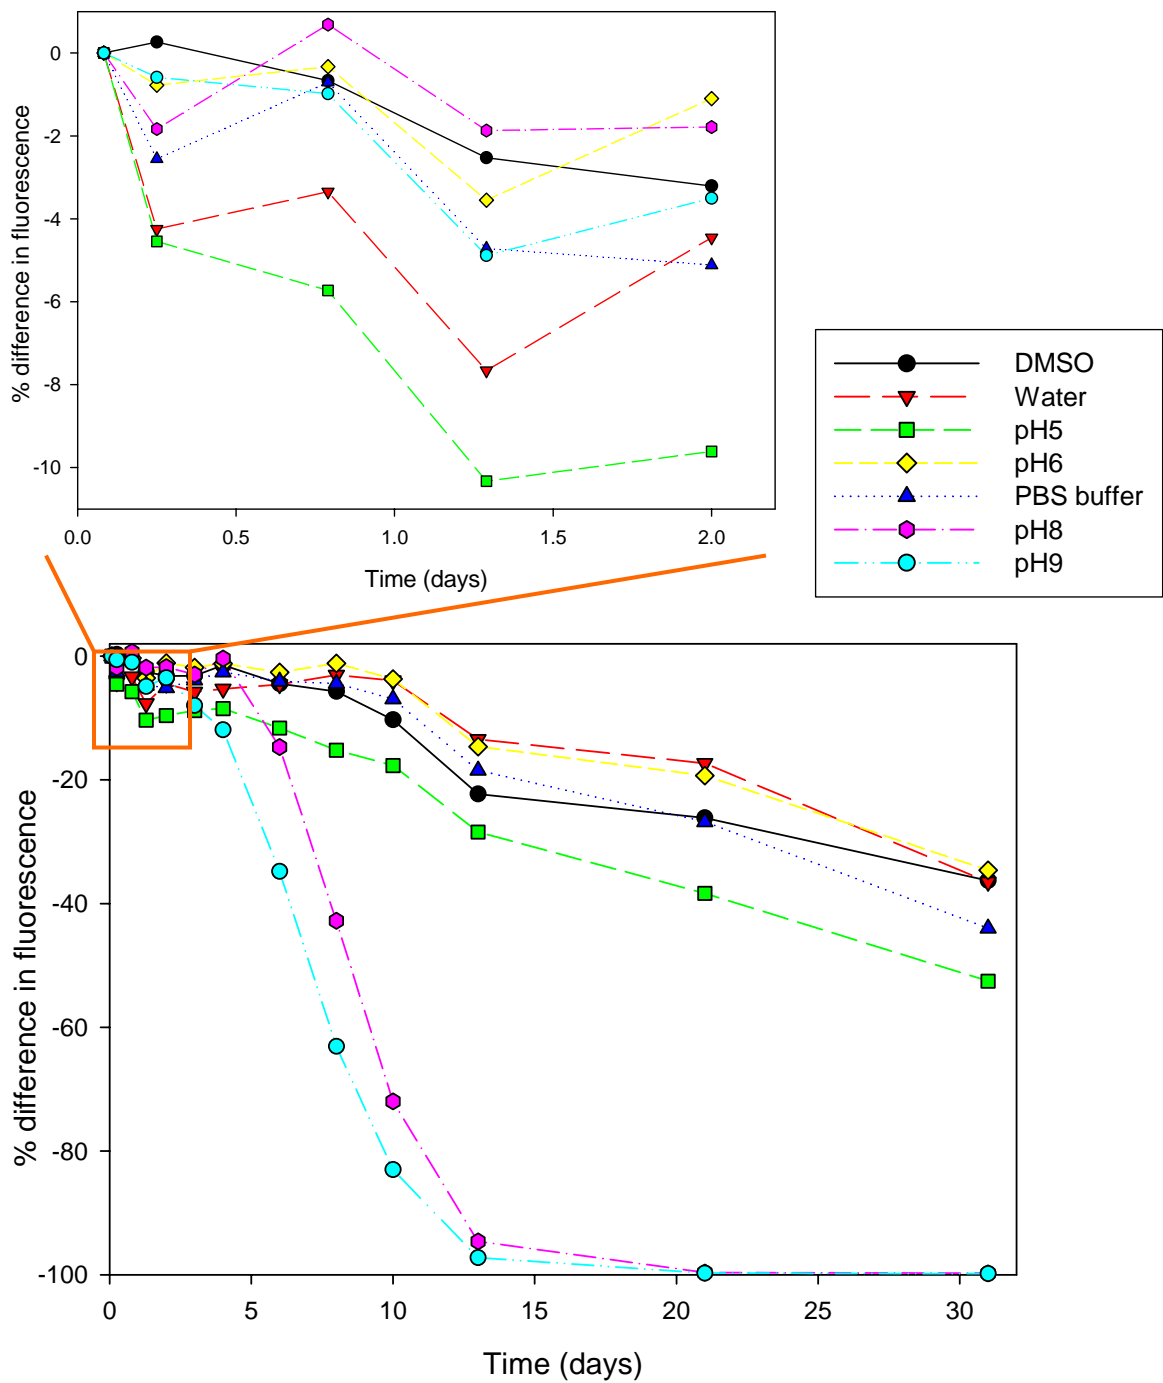 % difference in fluorescence
0
-2
-4
-6
-8
-10
0.0 0.5 1.0 1.5 2.0
Time (days)
DMSO
Water
pH5
pH6
PBS buffer
pH8
pH9
% difference in fluorescence
0
-20
-40
-60
-80
-100
0 5 10 15 20 25 30
Time (days)